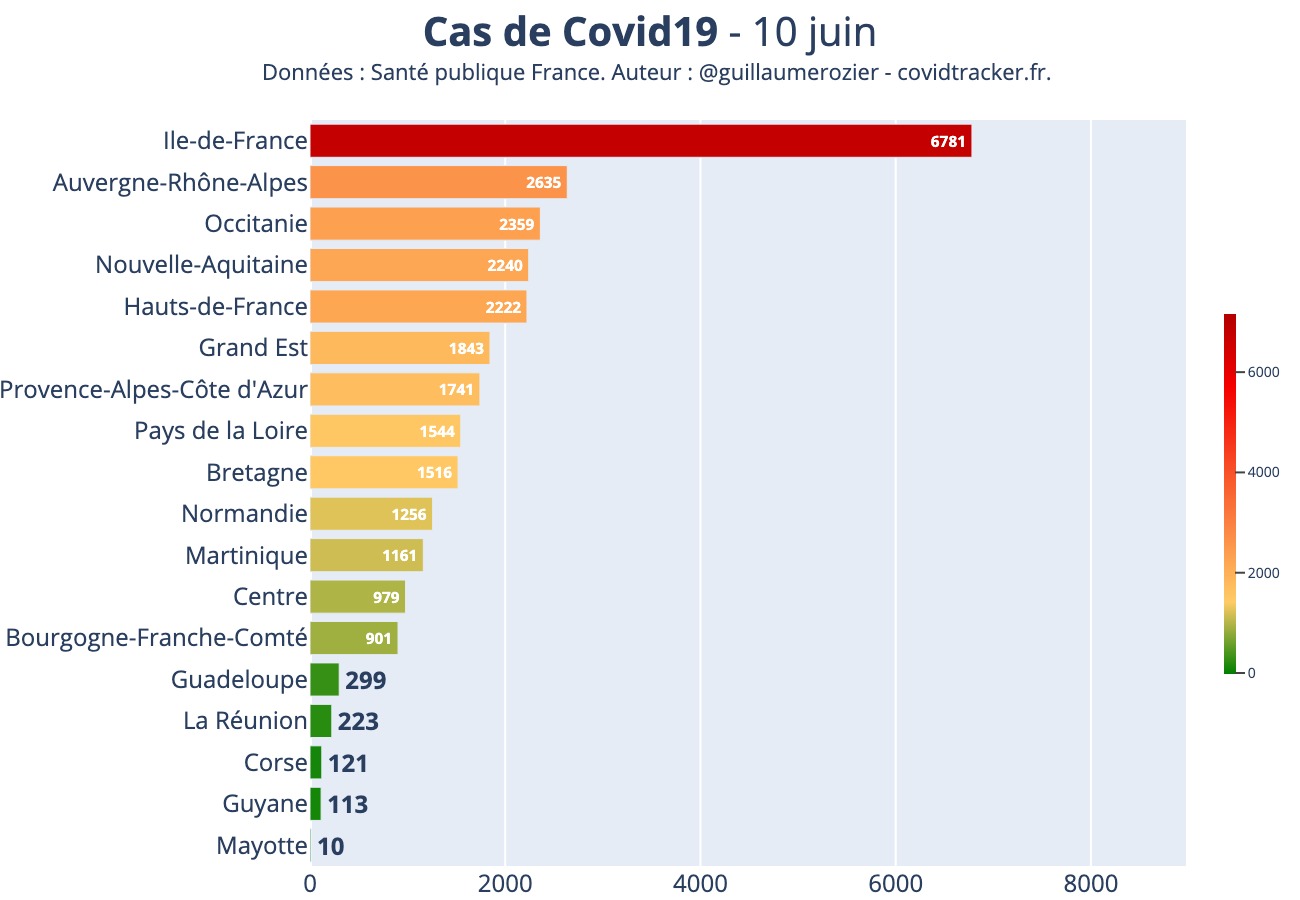 Cas de Covid19 - 10 juin
Données : Santé publique France. Auteur : @guillaumerozier - covidtracker.fr.
Ile-de-France 6781
Auvergne-Rhône-Alpes 2635
Occitanie 2359
Nouvelle-Aquitaine 2240
Hauts-de-France 2222
Grand Est 1843
Provence-Alpes-Côte d'Azur 1741
Pays de la Loire 1544
Bretagne 1516
Normandie 1256
Martinique 1161
Centre 979
Bourgogne-Franche-Comté 901
Guadeloupe 299
La Réunion 223
Corse 121
Guyane 113
Mayotte 10
0 2000 4000 6000 8000
6000
4000
2000
0